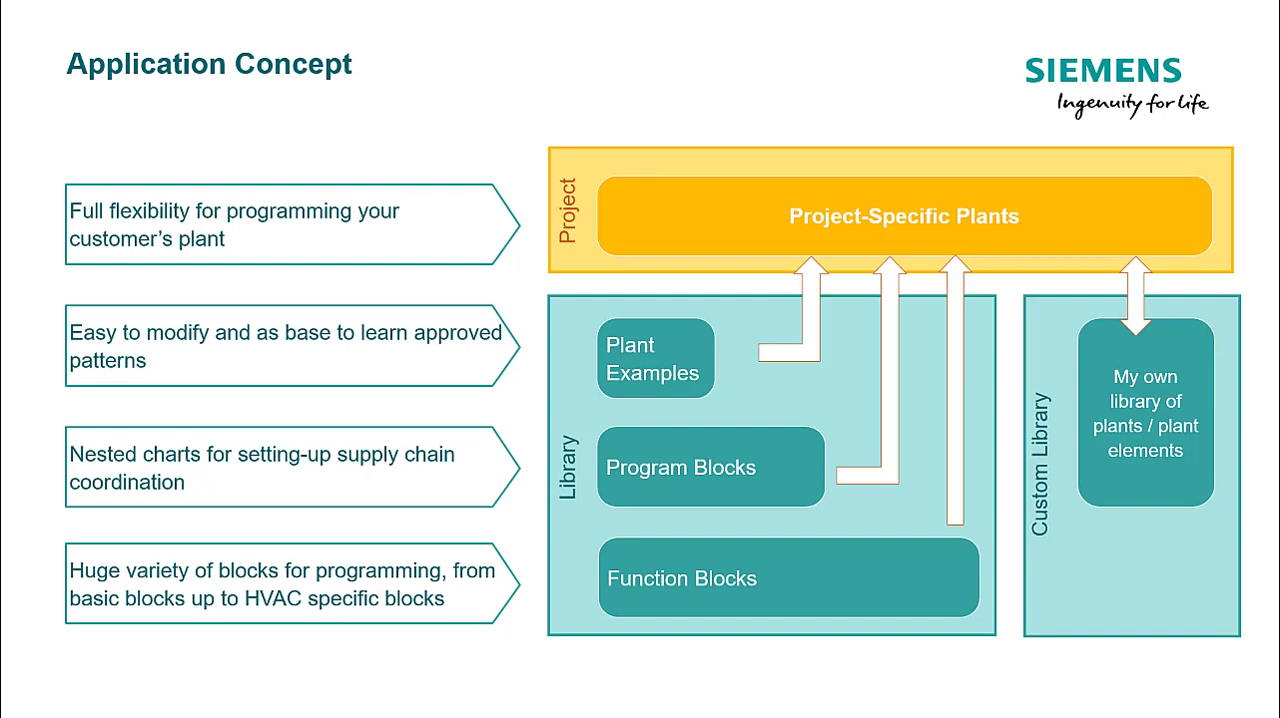 Application Concept
SIEMENS
Ingenuity for life
Full flexibility for programming your
customer's plant
Project
Project-Specific Plants
Easy to modify and as base to learn approved
patterns
Nested charts for setting-up supply chain
coordination
Huge variety of blocks for programming, from
basic blocks up to HVAC specific blocks
Library
Plant
Examples
Program Blocks
Function Blocks
Custom Library
My own
library of
plants / plant
elements